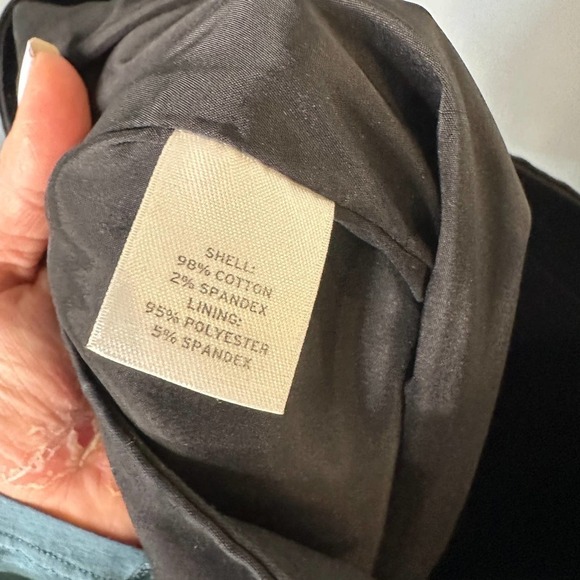 SHELL:
98% COTTON
2% SPANDEX
LINING:
95% POLYESTER
5% SPANDEX